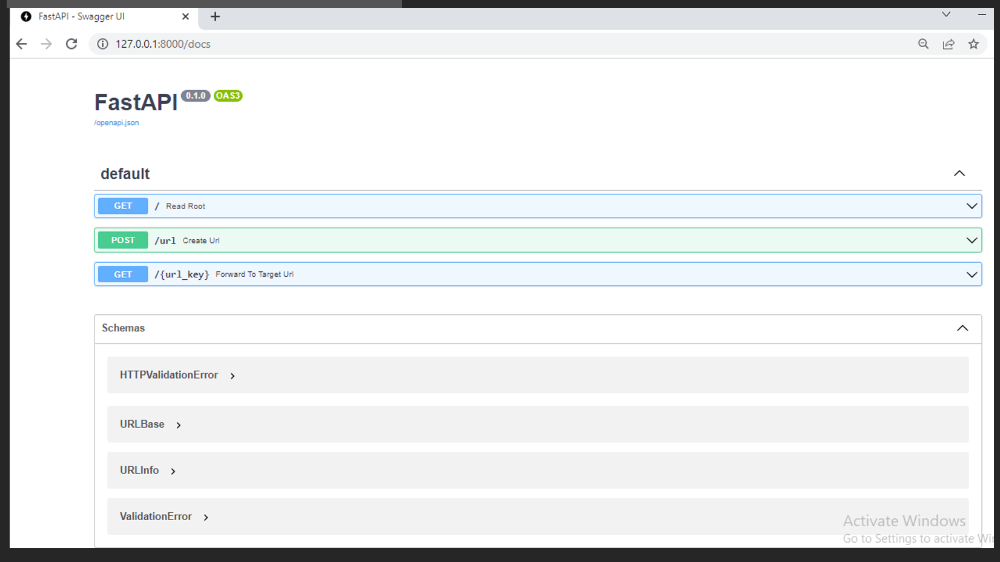 FastAPI - Swagger UI
127.0.0.1:8000/docs
FastAPI 0.1.0 OAS3
/openapi.json
default
GET / Read Root
POST /url Create Url
GET /{url_key} Forward To Target Url
Schemas
HTTPValidationError
URLBase
URLInfo
ValidationError
Activate Windows
Go to Settings to activate Wi